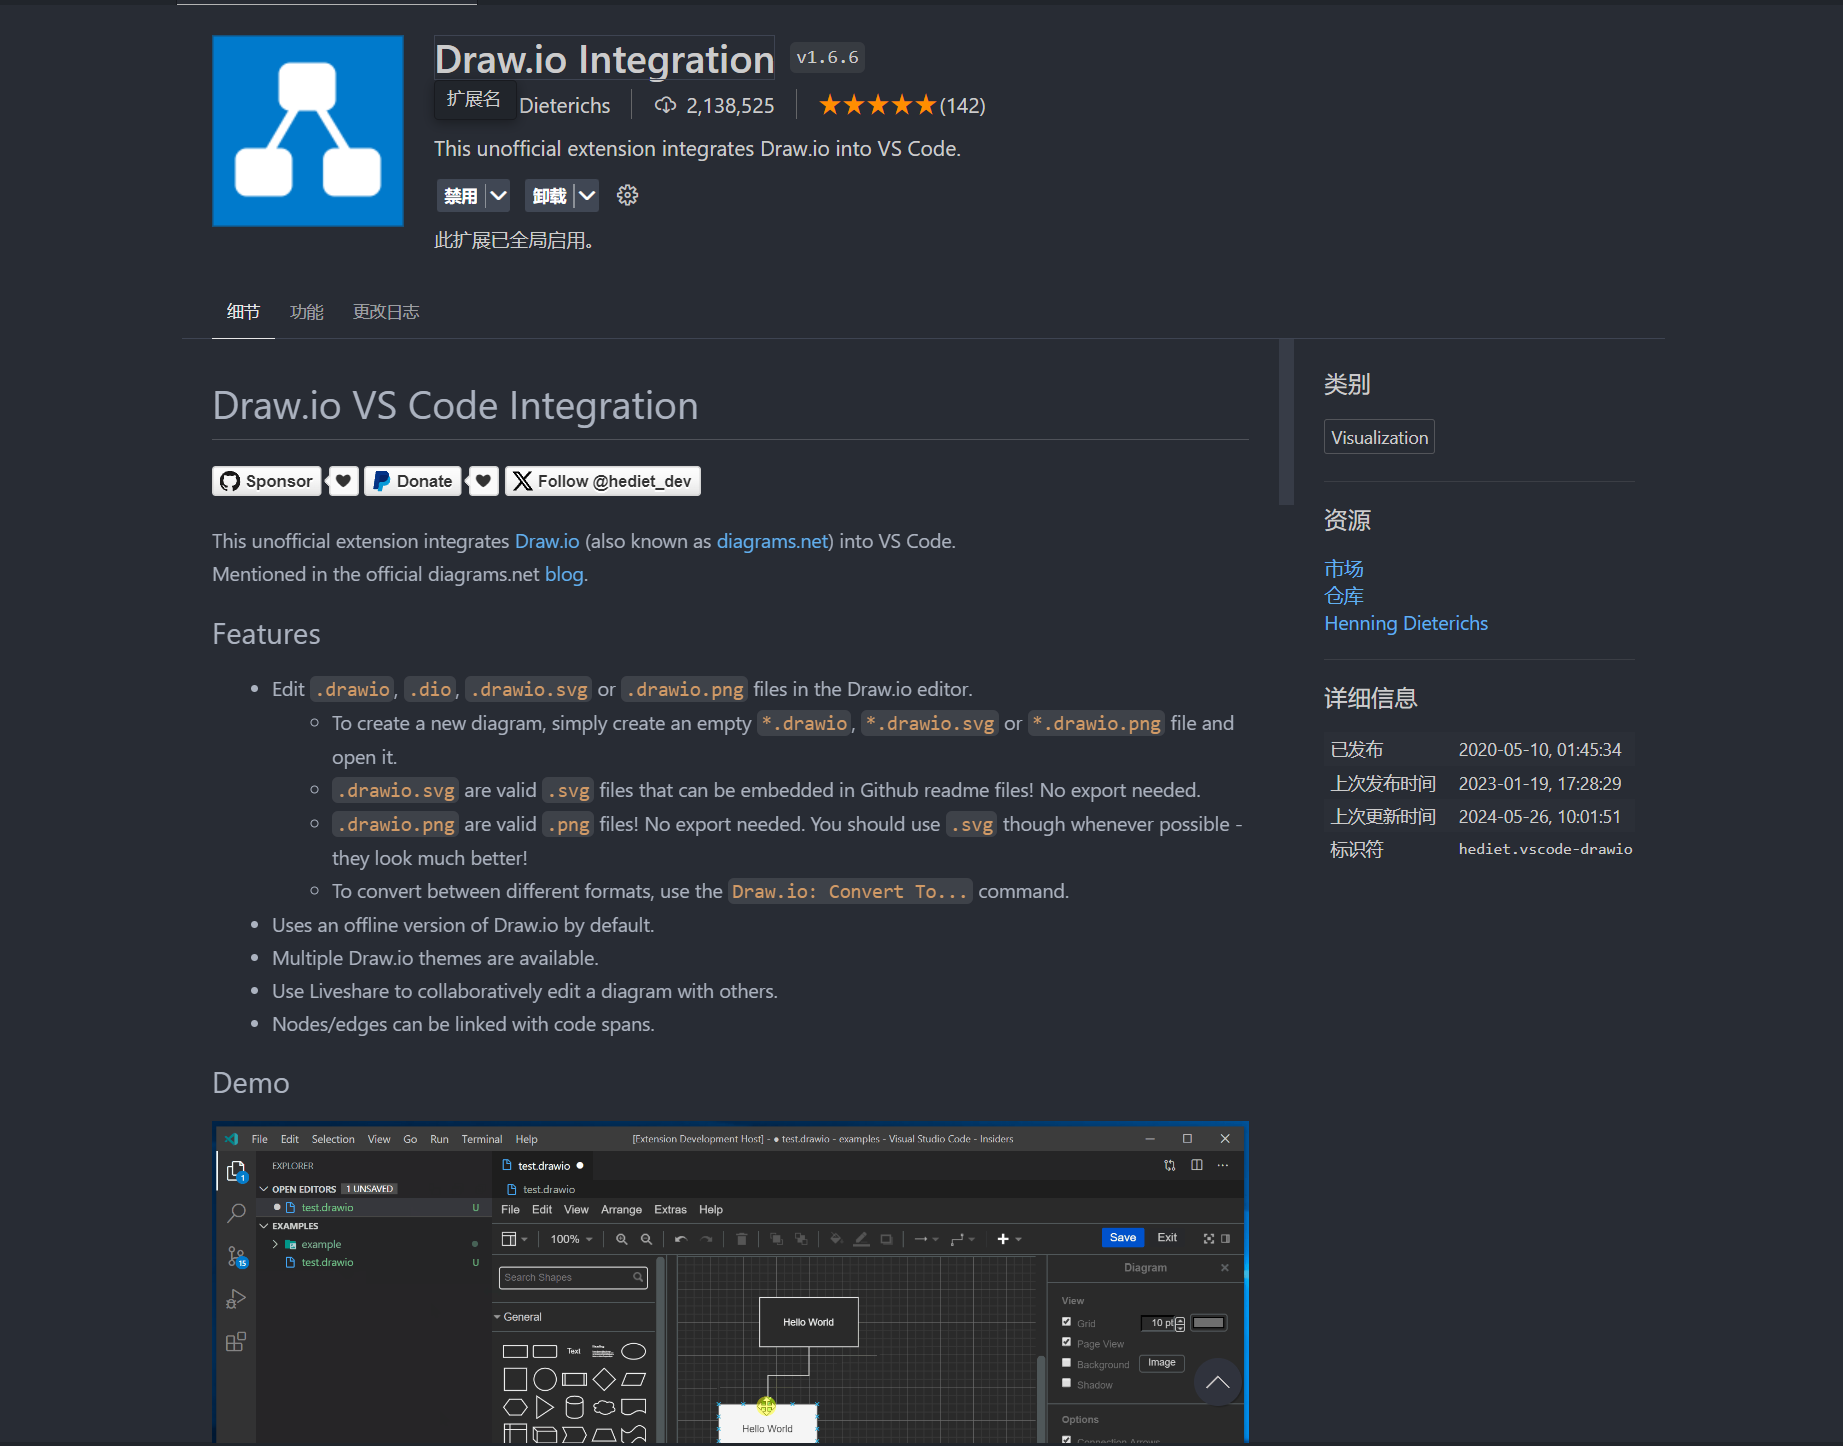 Draw.io Integration v1.6.6
扩展名 Dieterichs 2,138,525 ★★★★★(142)
This unofficial extension integrates Draw.io into VS Code.
禁用 卸载
此扩展已全局启用。
细节 功能 更改日志
Draw.io VS Code Integration
Sponsor Donate Follow @hediet_dev
This unofficial extension integrates Draw.io (also known as diagrams.net) into VS Code.
Mentioned in the official diagrams.net blog.
Features
Edit .drawio, .dio, .drawio.svg or .drawio.png files in the Draw.io editor.
To create a new diagram, simply create an empty *.drawio, *.drawio.svg or *.drawio.png file and
open it.
.drawio.svg are valid .svg files that can be embedded in Github readme files! No export needed.
.drawio.png are valid .png files! No export needed. You should use .svg though whenever possible -
they look much better!
To convert between different formats, use the Draw.io: Convert To... command.
Uses an offline version of Draw.io by default.
Multiple Draw.io themes are available.
Use Liveshare to collaboratively edit a diagram with others.
Nodes/edges can be linked with code spans.
Demo
File Edit Selection View Go Run Terminal Help [Extension Development Host] - ● test.drawio - examples - Visual Studio Code - Insiders
EXPLORER test.drawio
OPEN EDITORS 1 UNSAVED test.drawio
test.drawio U
File Edit View Arrange Extras Help
EXAMPLES
example
test.drawio U
1
15
100% Save Exit
Search Shapes
General
Text
Hello World
Hello World
Diagram
View
Grid 10 pt
Page View
Background Image
Shadow
Options
Connection Arrows
类别
Visualization
资源
市场
仓库
Henning Dieterichs
详细信息
已发布 2020-05-10, 01:45:34
上次发布时间 2023-01-19, 17:28:29
上次更新时间 2024-05-26, 10:01:51
标识符 hediet.vscode-drawio